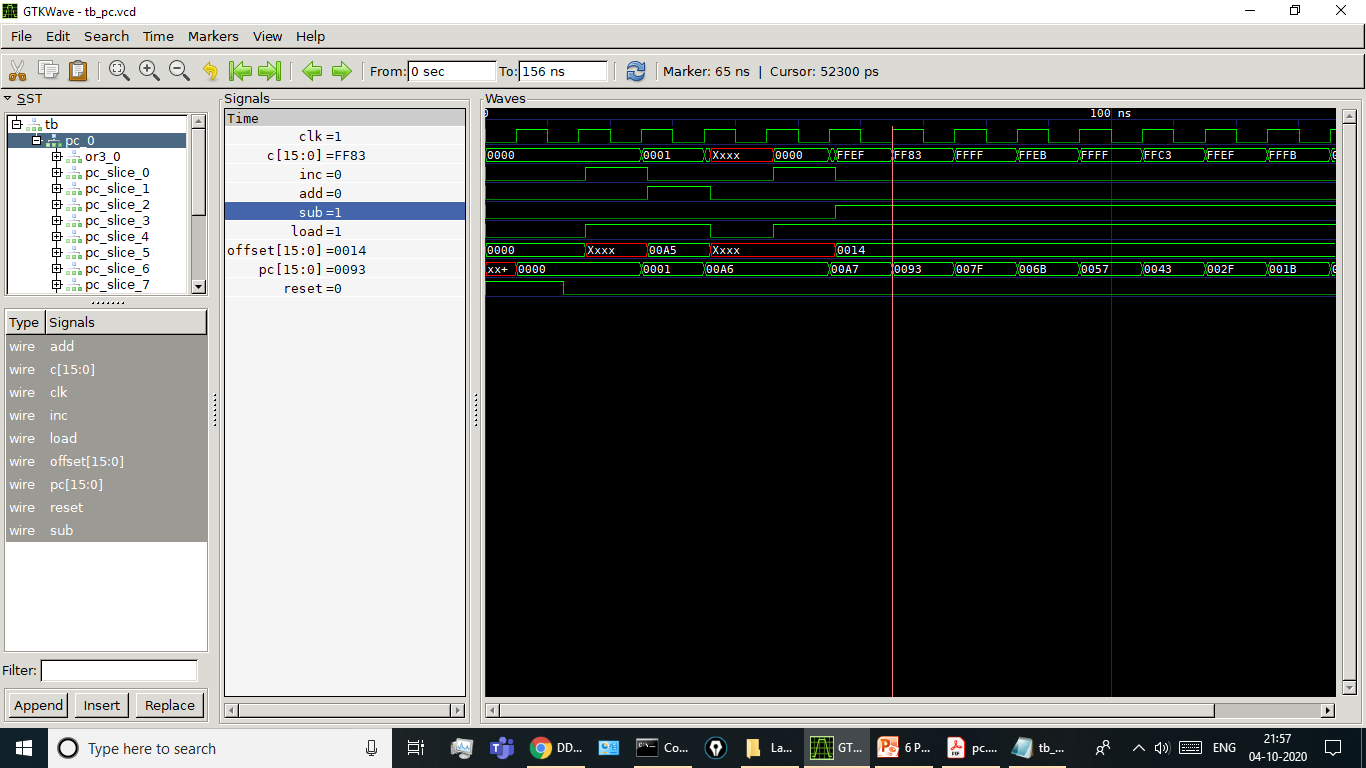 GTKWave - tb_pc.vcd
File Edit Search Time Markers View Help
From: 0 sec To: 156 ns Marker: 65 ns | Cursor: 52300 ps
SST
tb
pc_0
or3_0
pc_slice_0
pc_slice_1
pc_slice_2
pc_slice_3
pc_slice_4
pc_slice_5
pc_slice_6
pc_slice_7
Type Signals
wire add
wire c[15:0]
wire clk
wire inc
wire load
wire offset[15:0]
wire pc[15:0]
wire reset
wire sub
Filter:
Append Insert Replace
Signals
Time
clk =1
c[15:0] =FF83
inc =0
add =0
sub =1
load =1
offset[15:0] =0014
pc[15:0] =0093
reset =0
Waves
100 ns
0000 0001 Xxxx 0000 FFEF FF83 FFFF FFEB FFFF FFC3 FFEF FFFB
0000 Xxxx 00A5 Xxxx 0014
xx+ 0000 0001 00A6 00A7 0093 007F 006B 0057 0043 002F 001B
Type here to search
DD...
Co...
La...
GT...
6 P...
pc....
tb_...
ENG
21:57
04-10-2020